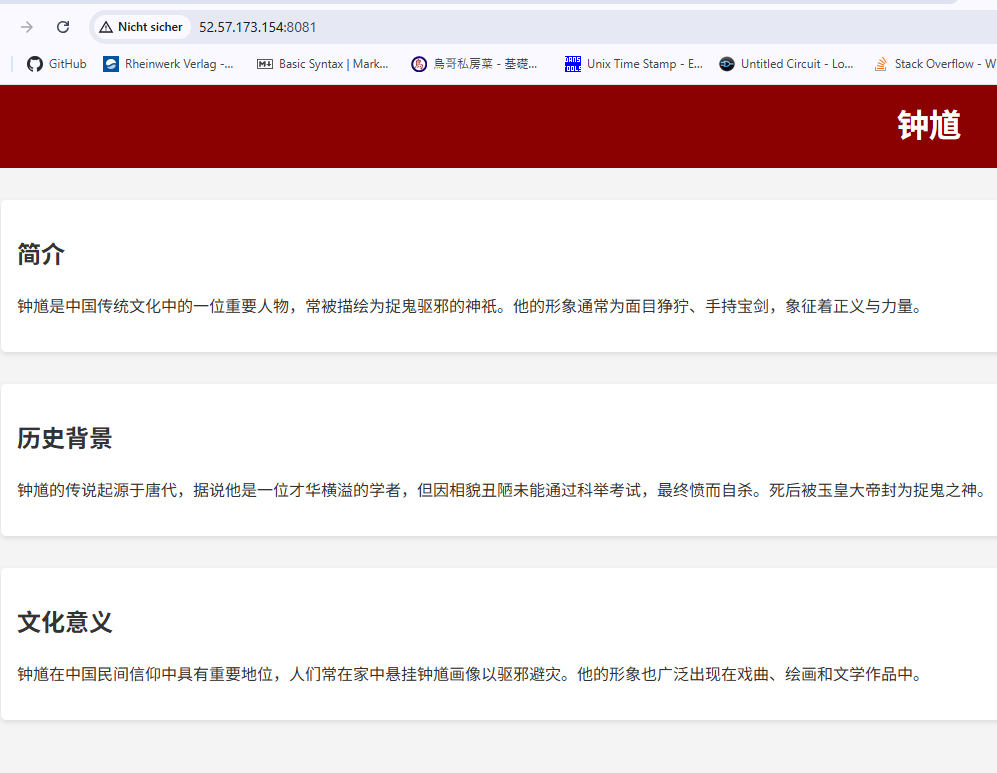 Nicht sicher 52.57.173.154:8081
GitHub Rheinwerk Verlag -... Basic Syntax | Mark... 鳥哥私房菜 - 基礎... Unix Time Stamp - E... Untitled Circuit - Lo... Stack Overflow - W
钟馗
简介
钟馗是中国传统文化中的一位重要人物，常被描绘为捉鬼驱邪的神祇。他的形象通常为面目狰狞、手持宝剑，象征着正义与力量。
历史背景
钟馗的传说起源于唐代，据说他是一位才华横溢的学者，但因相貌丑陋未能通过科举考试，最终愤而自杀。死后被玉皇大帝封为捉鬼之神。
文化意义
钟馗在中国民间信仰中具有重要地位，人们常在家中悬挂钟馗画像以驱邪避灾。他的形象也广泛出现在戏曲、绘画和文学作品中。